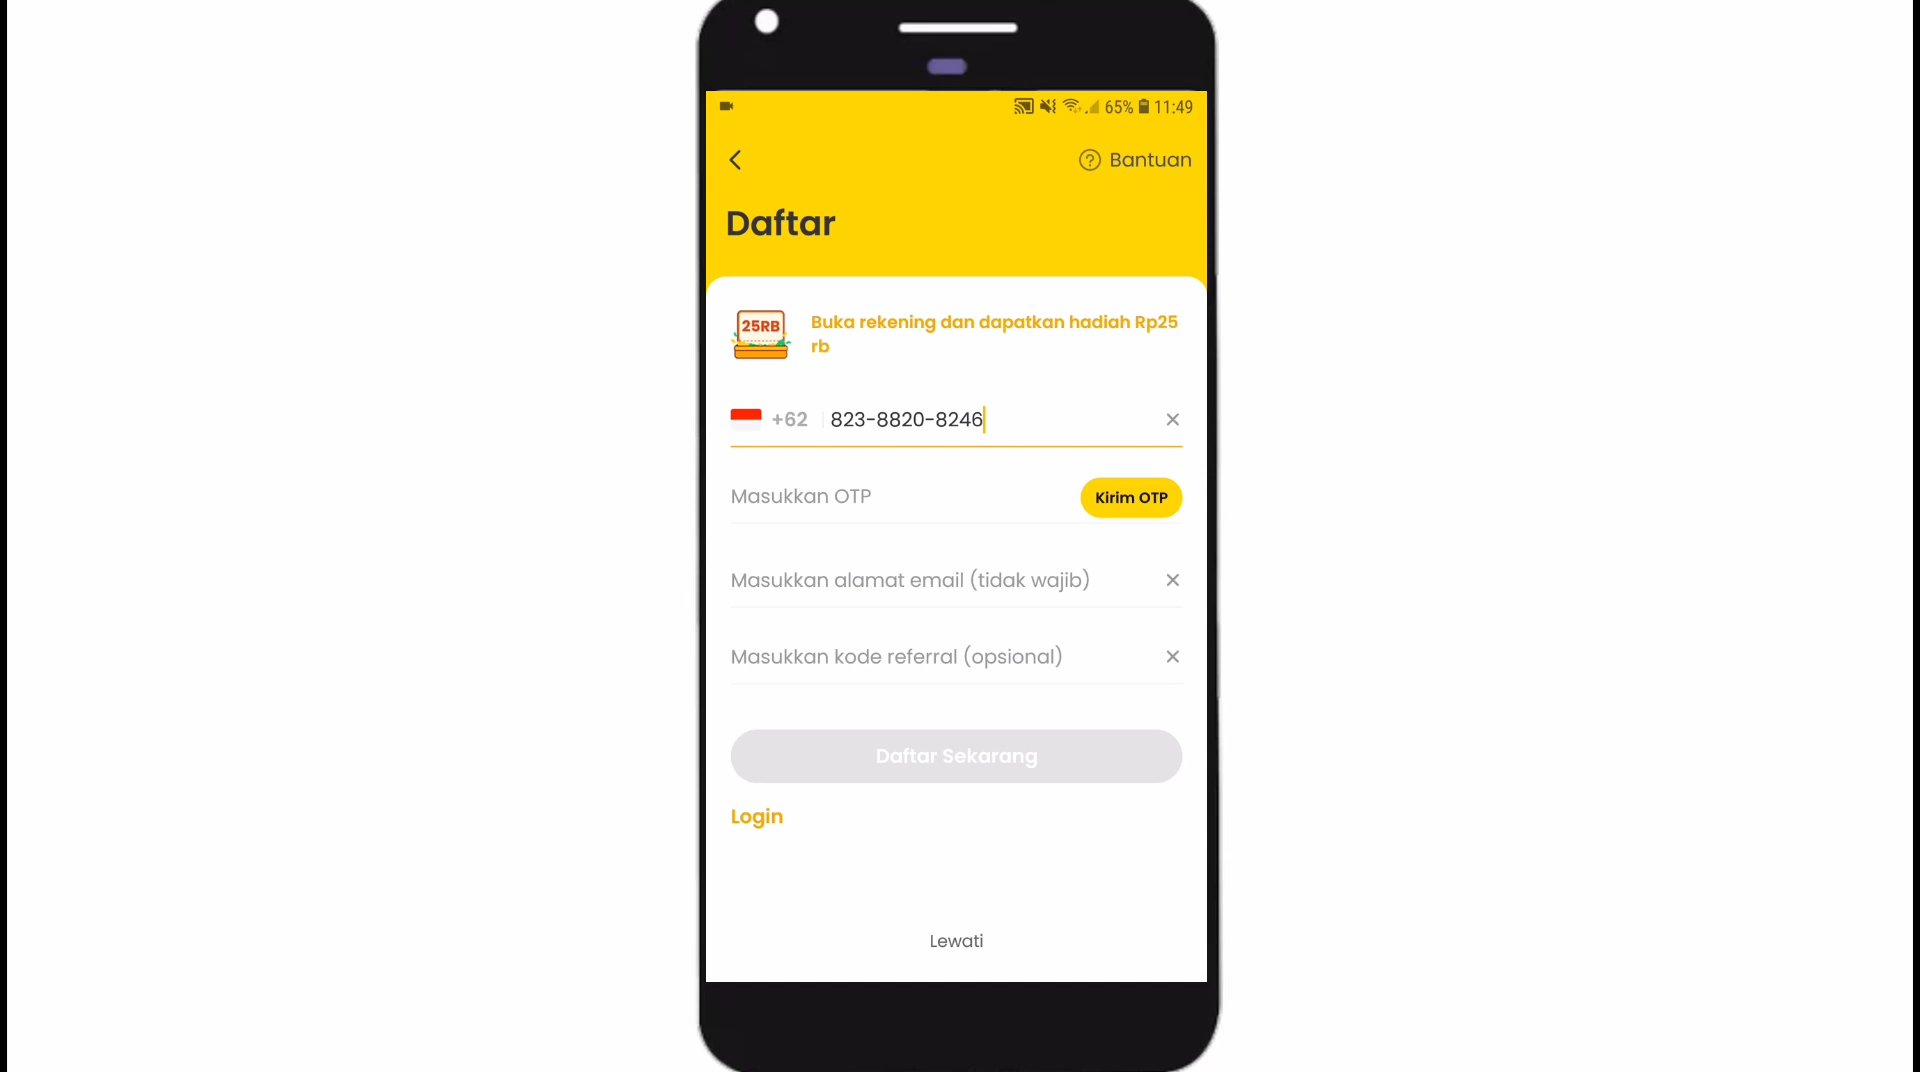 65% 11:49
Bantuan
Daftar
25RB
Buka rekening dan dapatkan hadiah Rp25
rb
+62 823-8820-8246
Masukkan OTP
Kirim OTP
Masukkan alamat email (tidak wajib)
Masukkan kode referral (opsional)
Daftar Sekarang
Login
Lewati